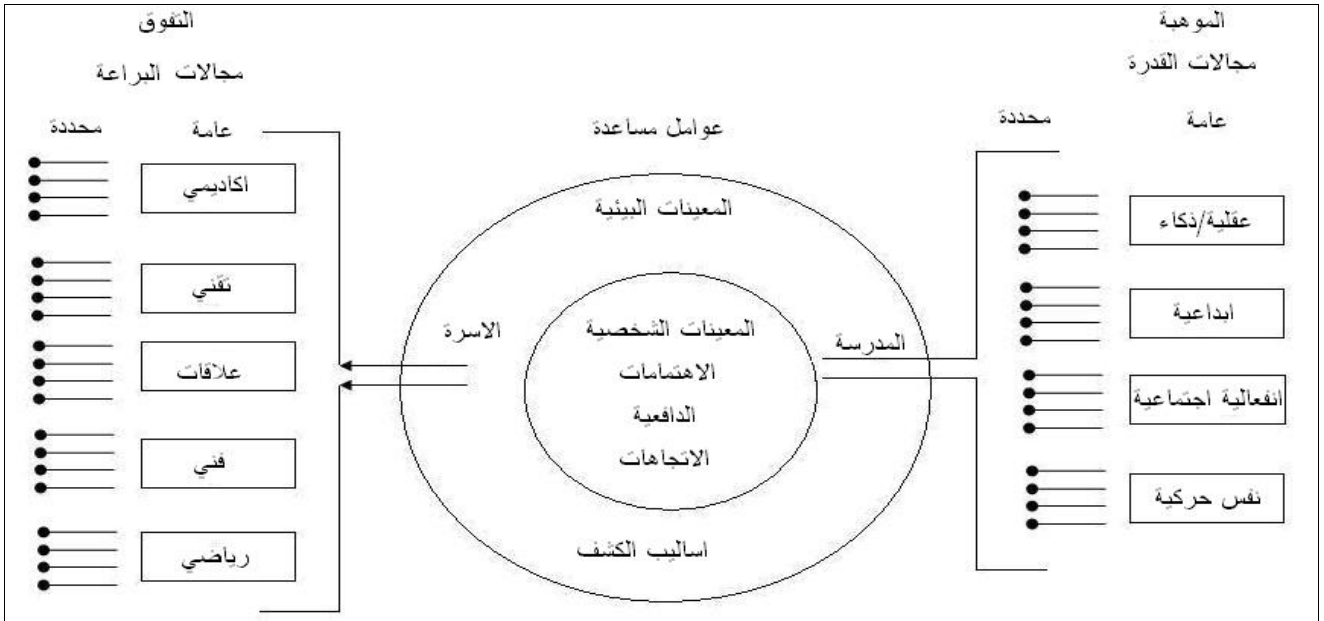 الموهبة
مجالات القدرة
عامة
محددة
عقلية/ذكاء
ابداعية
انفعالية اجتماعية
نفس حركية
عوامل مساعدة
المعينات البيئية
المدرسة
المعينات الشخصية
الاهتمامات
الدافعية
الاتجاهات
الاسرة
اساليب الكشف
التفوق
مجالات البراعة
عامة
محددة
اكاديمي
تقني
علاقات
فني
رياضي